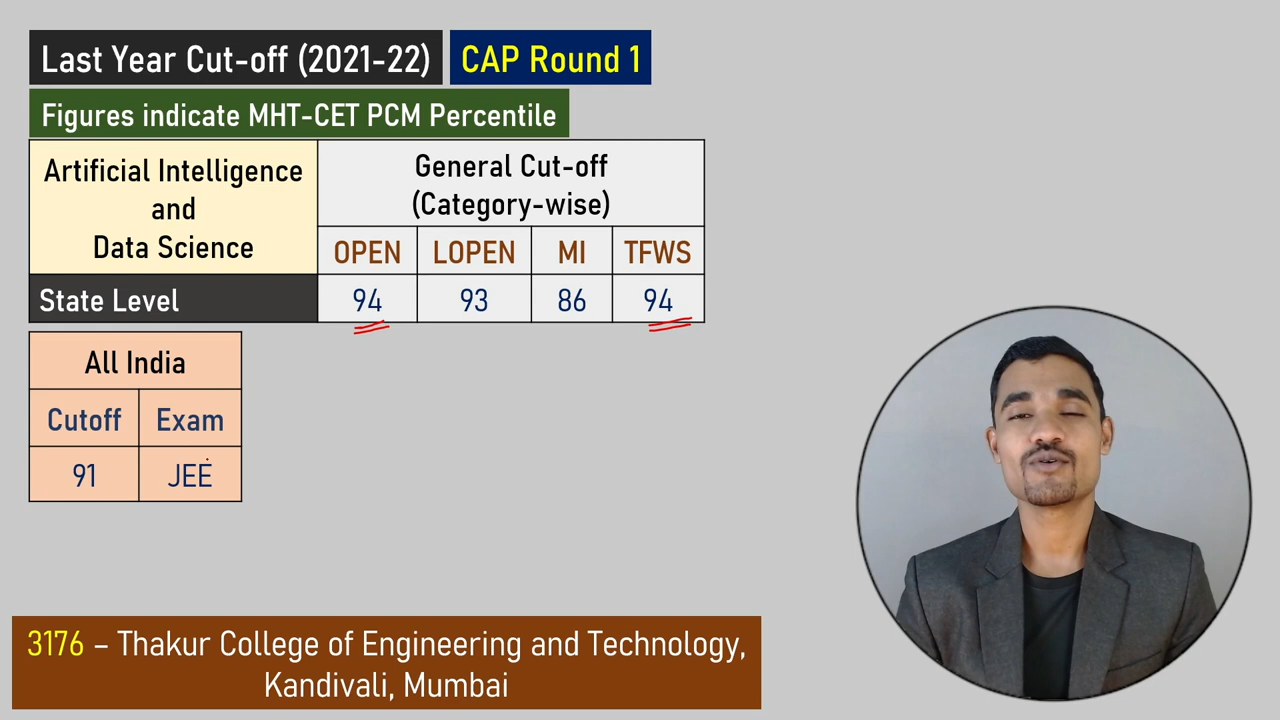 Last Year Cut-off (2021-22) CAP Round 1
Figures indicate MHT-CET PCM Percentile
Artificial Intelligence
and
Data Science
General Cut-off
(Category-wise)
OPEN LOPEN MI TFWS
State Level 94 93 86 94
All India
Cutoff Exam
91 JEE
3176 – Thakur College of Engineering and Technology,
Kandivali, Mumbai